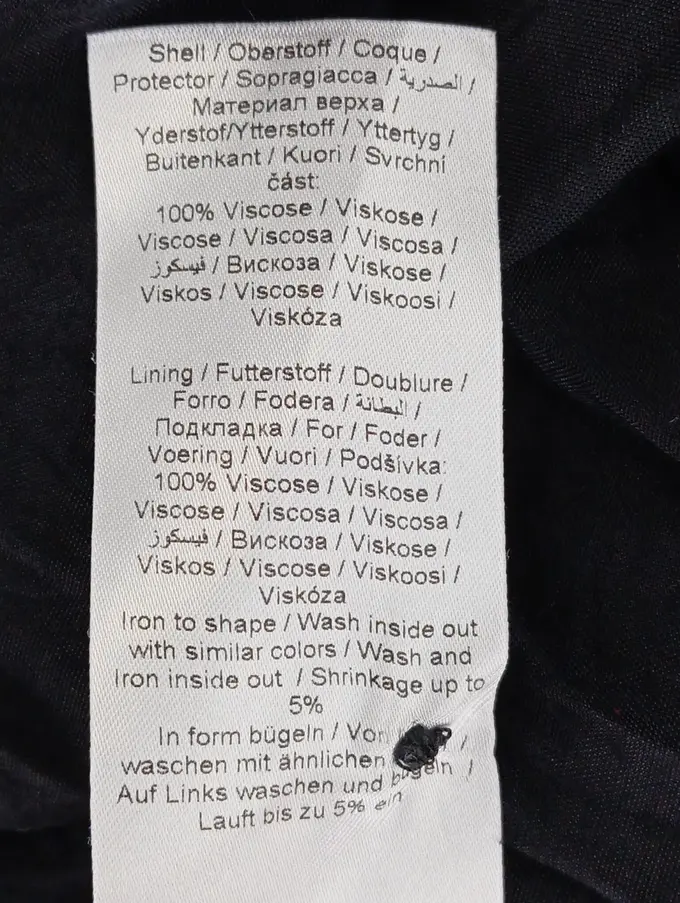 Shell / Oberstoff / Coque /
Protector / Sopragiacca / الصدرية /
Материал верха /
Yderstof/Ytterstoff / Yttertyg /
Buitenkant / Kuori / Svrchní
část:
100% Viscose / Viskose /
Viscose / Viscosa / Viscosa /
فيسكوز / Вискоза / Viskose /
Viskos / Viscose / Viskoosi /
Viskóza
Lining / Futterstoff / Doublure /
Forro / Fodera / البطانة /
Подкладка / For / Foder /
Voering / Vuori / Podšívka:
100% Viscose / Viskose /
Viscose / Viscosa / Viscosa /
فيسكوز / Вискоза / Viskose /
Viskos / Viscose / Viskoosi /
Viskóza
Iron to shape / Wash inside out
with similar colors / Wash and
Iron inside out / Shrinkage up to
5%
In form bügeln / /
waschen mit ähnlichen /
Auf Links waschen und bügeln
Lauft bis zu 5% ein